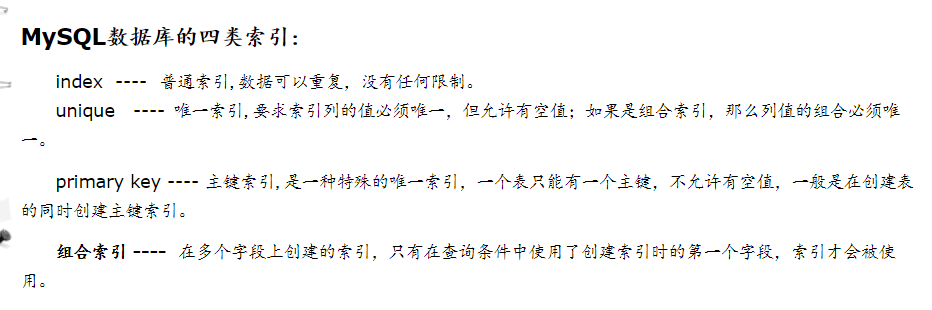 MySQL数据库的四类索引:
index ---- 普通索引,数据可以重复，没有任何限制。
unique ---- 唯一索引,要求索引列的值必须唯一，但允许有空值；如果是组合索引，那么列值的组合必须唯
一。
primary key ---- 主键索引,是一种特殊的唯一索引，一个表只能有一个主键，不允许有空值，一般是在创建表
的同时创建主键索引。
组合索引 ---- 在多个字段上创建的索引，只有在查询条件中使用了创建索引时的第一个字段，索引才会被使
用。